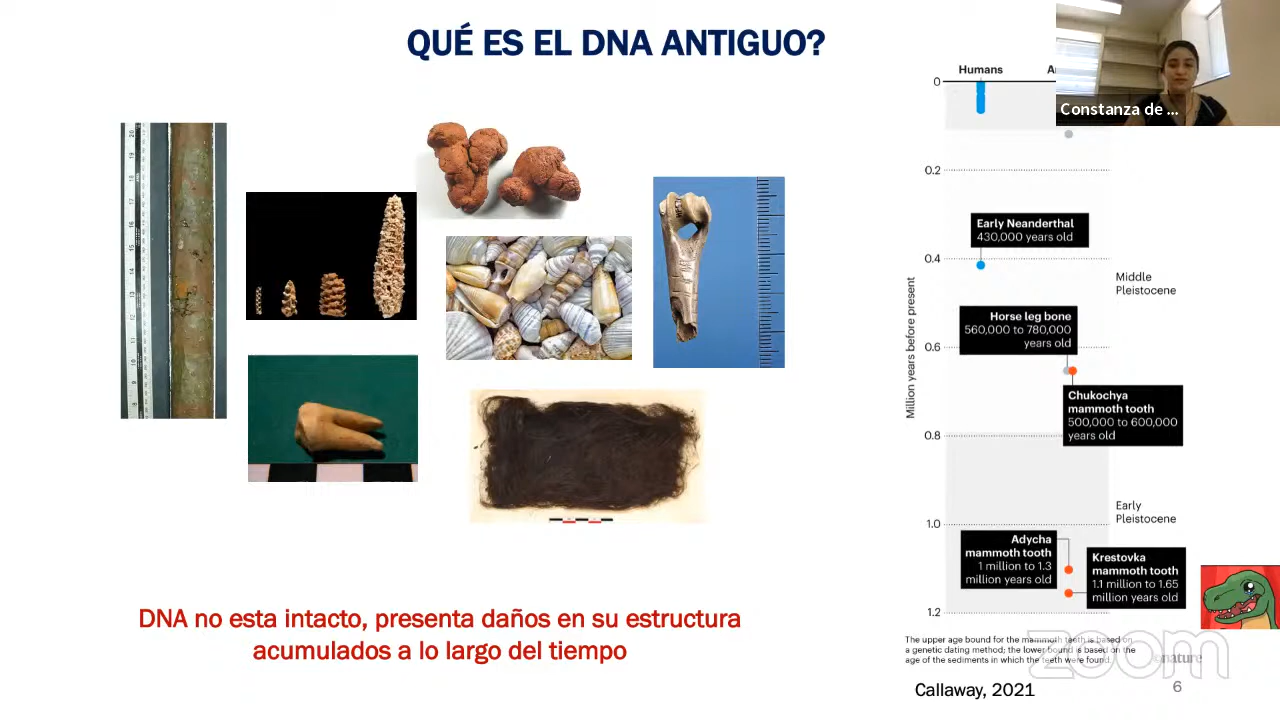 QUÉ ES EL DNA ANTIGUO?
Humans
Constanza de ...
0
0.2
Early Neanderthal
430,000 years old
0.4
Middle
Pleistocene
Million years before present
Horse leg bone
560,000 to 780,000
years old
0.6
Chukochya
mammoth tooth
500,000 to 600,000
years old
0.8
Early
Pleistocene
1.0
Adycha
mammoth tooth
1 million to 1.3
million years old
Krestovka
mammoth tooth
1.1 million to 1.65
million years old
1.2
DNA no esta intacto, presenta daños en su estructura
acumulados a lo largo del tiempo
The upper age bound for the mammoth teeth is based on
a genetic dating method; the lower bound is based on the
age of the sediments in which the teeth were found.
©nature
zoom
Callaway, 2021
6